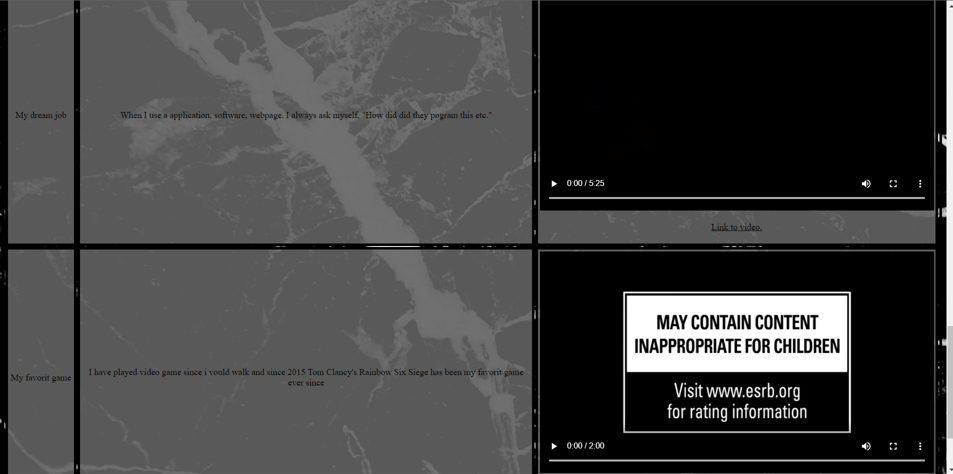 My dream job
When I use a application, software, webpage. I always ask myself, "How did did they pogram this etc."
0:00 / 5:25
Link to video.
My favorit game
I have played video game since i vould walk and since 2015 Tom Clancy's Rainbow Six Siege has been my favorit game
ever since
MAY CONTAIN CONTENT
INAPPROPRIATE FOR CHILDREN
Visit www.esrb.org
for rating information
0:00 / 2:00